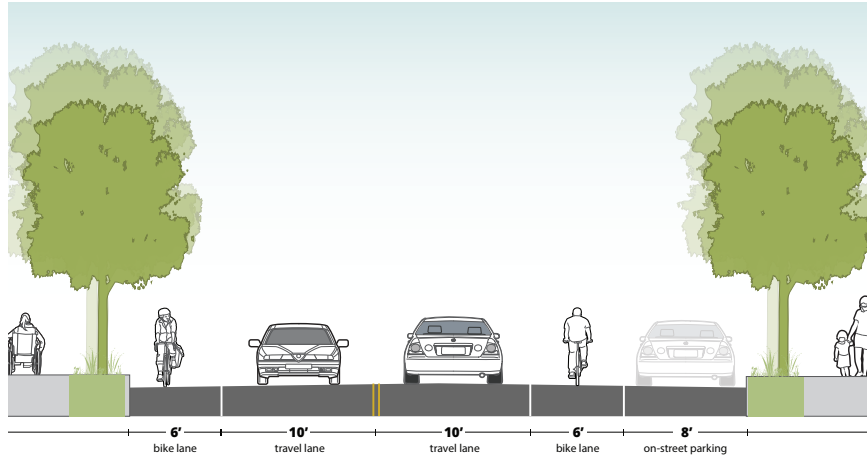 6’ 10’ 10’ 6’ 8’
bike lane travel lane travel lane bike lane on-street parking